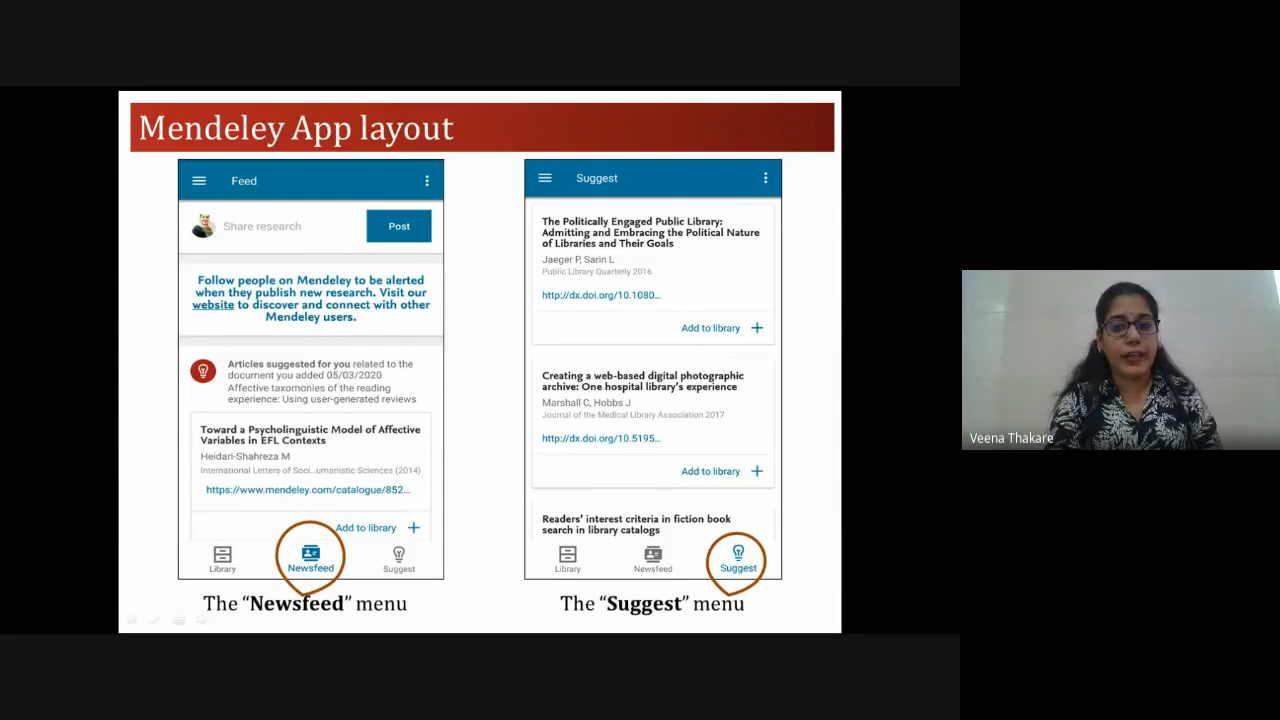 Mendeley App layout
Feed
Share research
Post
Follow people on Mendeley to be alerted
when they publish new research. Visit our
website to discover and connect with other
Mendeley users.
Articles suggested for you related to the
document you added 05/03/2020
Affective taxomonies of the reading
experience: Using user-generated reviews
Toward a Psycholinguistic Model of Affective
Variables in EFL Contexts
Heidari-Shahreza M
International Letters of Soci...umanistic Sciences (2014)
https://www.mendeley.com/catalogue/852...
Add to library
Library
Newsfeed
Suggest
The “Newsfeed” menu
Suggest
The Politically Engaged Public Library:
Admitting and Embracing the Political Nature
of Libraries and Their Goals
Jaeger P, Sarin L
Public Library Quarterly 2016
http://dx.doi.org/10.1080...
Add to library
Creating a web-based digital photographic
archive: One hospital library's experience
Marshall C, Hobbs J
Journal of the Medical Library Association 2017
http://dx.doi.org/10.5195...
Add to library
Readers' interest criteria in fiction book
search in library catalogs
Library
Newsfeed
Suggest
The “Suggest” menu
Veena Thakare